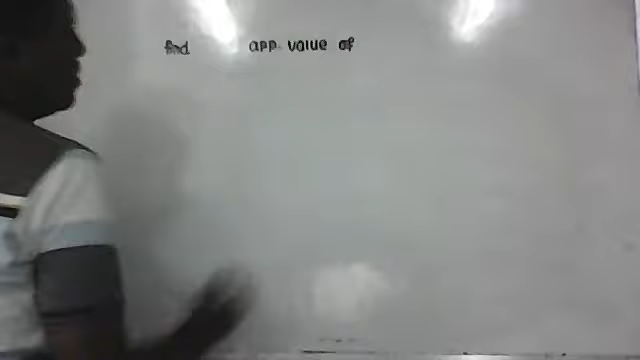 find app value of